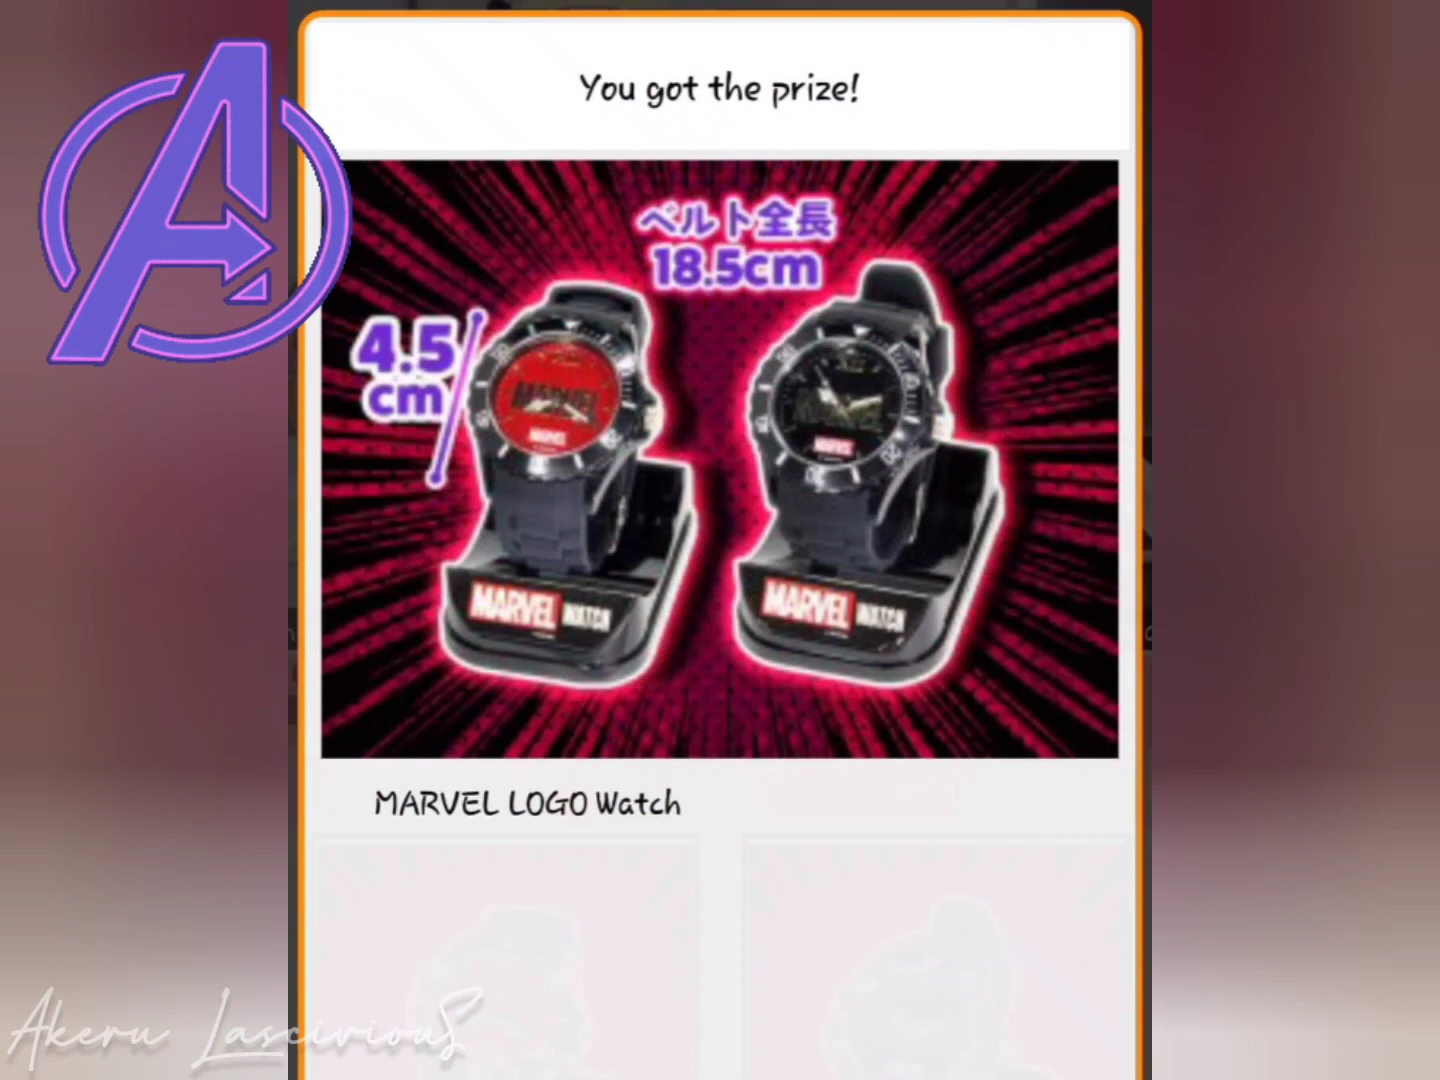 You got the prize!
ベルト全長
18.5cm
4.5
cm
MARVEL
MARVEL
MARVEL
MARVEL WATCH
MARVEL WATCH
MARVEL LOGO Watch
Akeru Lascivious